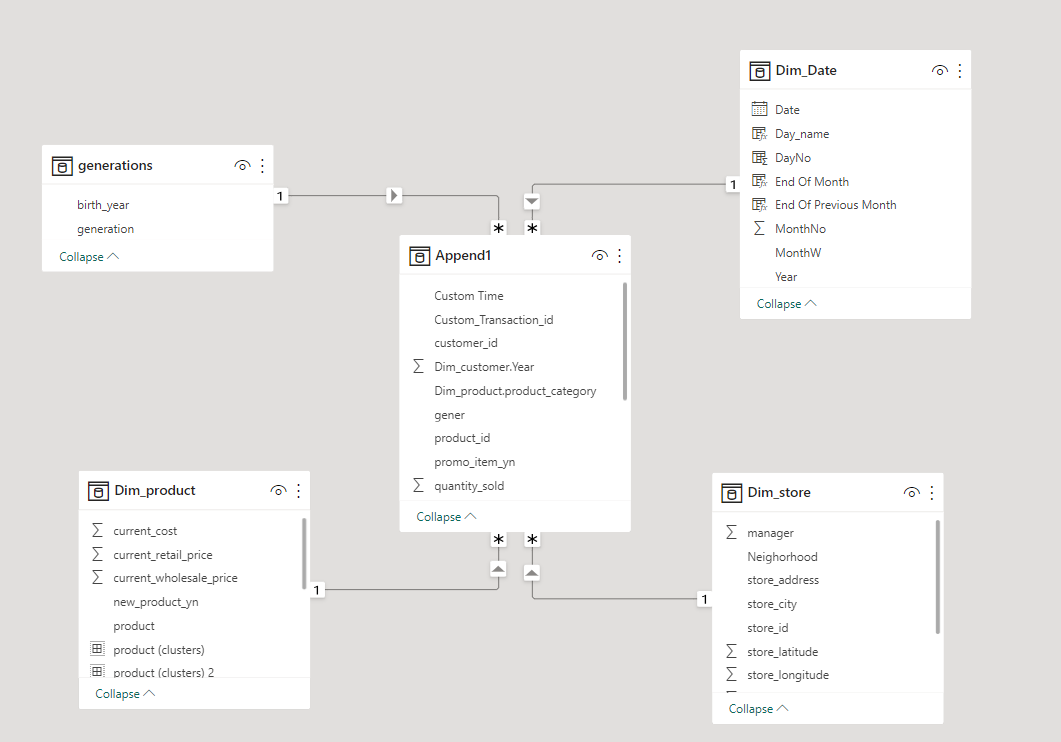 generations
birth_year
generation
Collapse
1
Dim_Date
Date
Day_name
DayNo
End Of Month
End Of Previous Month
MonthNo
MonthW
Year
Collapse
1
*
*
Append1
Custom Time
Custom_Transaction_id
customer_id
Dim_customer.Year
Dim_product.product_category
gener
product_id
promo_item_yn
quantity_sold
Collapse
*
*
Dim_product
current_cost
current_retail_price
current_wholesale_price
new_product_yn
product
product (clusters)
product (clusters) 2
Collapse
1
Dim_store
manager
Neighorhood
store_address
store_city
store_id
store_latitude
store_longitude
Collapse
1